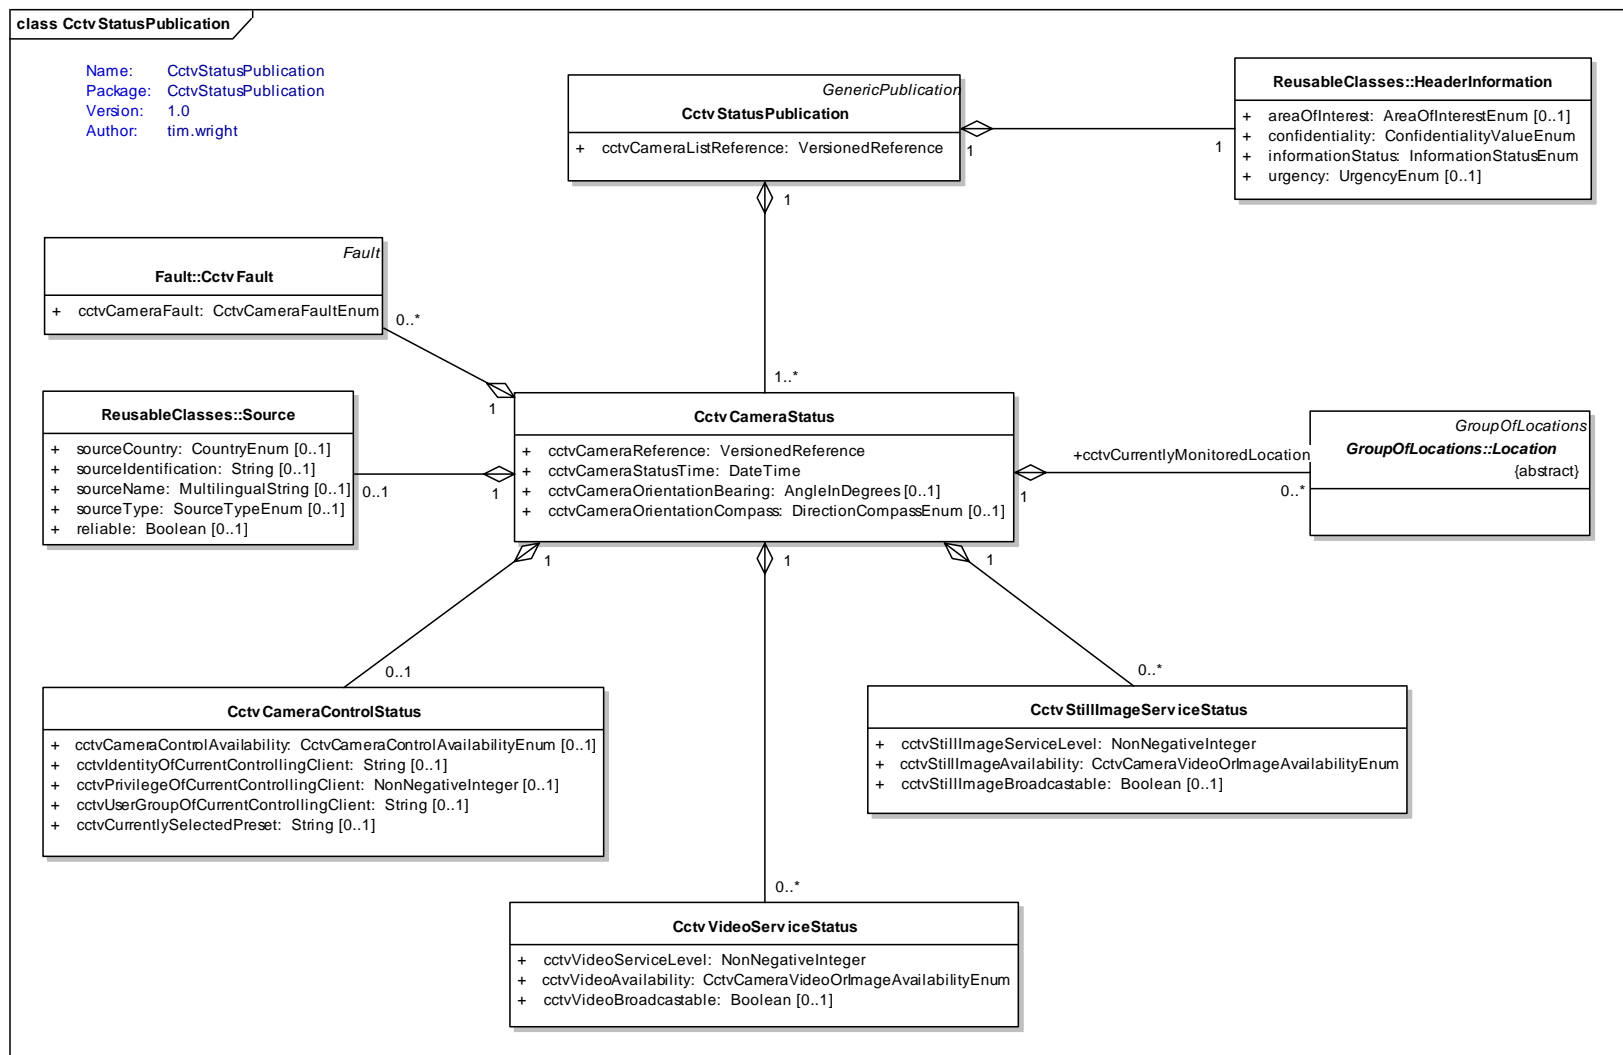 class CctvStatusPublication
Name: CctvStatusPublication
Package: CctvStatusPublication
Version: 1.0
Author: tim.wright
GenericPublication
CctvStatusPublication
+ cctvCameraListReference: VersionedReference
1
1
1
ReusableClasses::HeaderInformation
+ areaOfInterest: AreaOfInterestEnum [0..1]
+ confidentiality: ConfidentialityValueEnum
+ informationStatus: InformationStatusEnum
+ urgency: UrgencyEnum [0..1]
Fault
Fault::CctvFault
+ cctvCameraFault: CctvCameraFaultEnum
0..*
1
1..*
ReusableClasses::Source
+ sourceCountry: CountryEnum [0..1]
+ sourceIdentification: String [0..1]
+ sourceName: MultilingualString [0..1]
+ sourceType: SourceTypeEnum [0..1]
+ reliable: Boolean [0..1]
0..1
1
CctvCameraStatus
+ cctvCameraReference: VersionedReference
+ cctvCameraStatusTime: DateTime
+ cctvCameraOrientationBearing: AngleInDegrees [0..1]
+ cctvCameraOrientationCompass: DirectionCompassEnum [0..1]
+cctvCurrentlyMonitoredLocation
1
0..*
GroupOfLocations
GroupOfLocations::Location
{abstract}
1
1
1
0..1
0..*
CctvCameraControlStatus
+ cctvCameraControlAvailability: CctvCameraControlAvailabilityEnum [0..1]
+ cctvIdentityOfCurrentControllingClient: String [0..1]
+ cctvPrivilegeOfCurrentControllingClient: NonNegativeInteger [0..1]
+ cctvUserGroupOfCurrentControllingClient: String [0..1]
+ cctvCurrentlySelectedPreset: String [0..1]
CctvStillImageServiceStatus
+ cctvStillImageServiceLevel: NonNegativeInteger
+ cctvStillImageAvailability: CctvCameraVideoOrImageAvailabilityEnum
+ cctvStillImageBroadcastable: Boolean [0..1]
0..*
CctvVideoServiceStatus
+ cctvVideoServiceLevel: NonNegativeInteger
+ cctvVideoAvailability: CctvCameraVideoOrImageAvailabilityEnum
+ cctvVideoBroadcastable: Boolean [0..1]